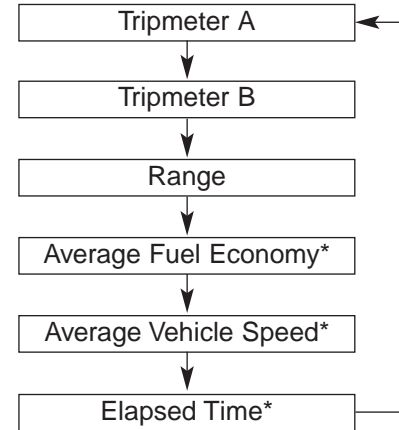 Tripmeter A
Tripmeter B
Range
Average Fuel Economy*
Average Vehicle Speed*
Elapsed Time*